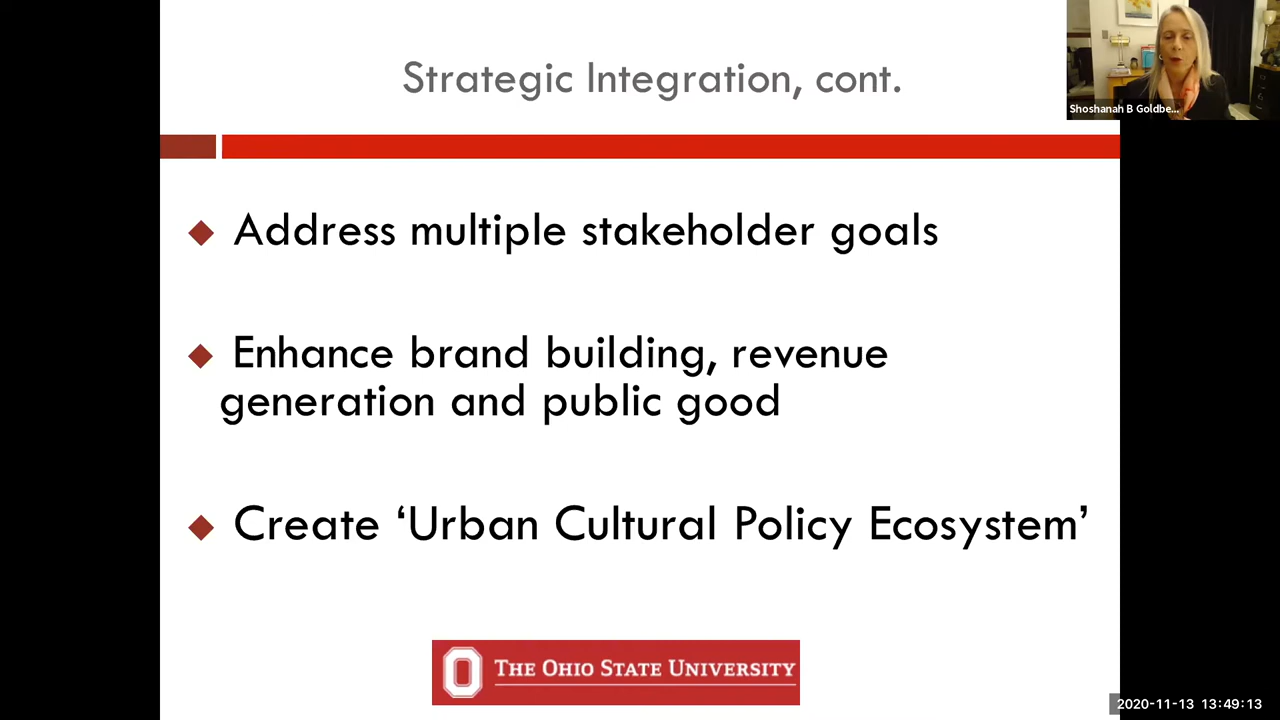 Strategic Integration, cont.
Shoshanah B Goldbe...
Address multiple stakeholder goals
Enhance brand building, revenue
generation and public good
Create ‘Urban Cultural Policy Ecosystem’
THE OHIO STATE UNIVERSITY
2020-11-13 13:49:13